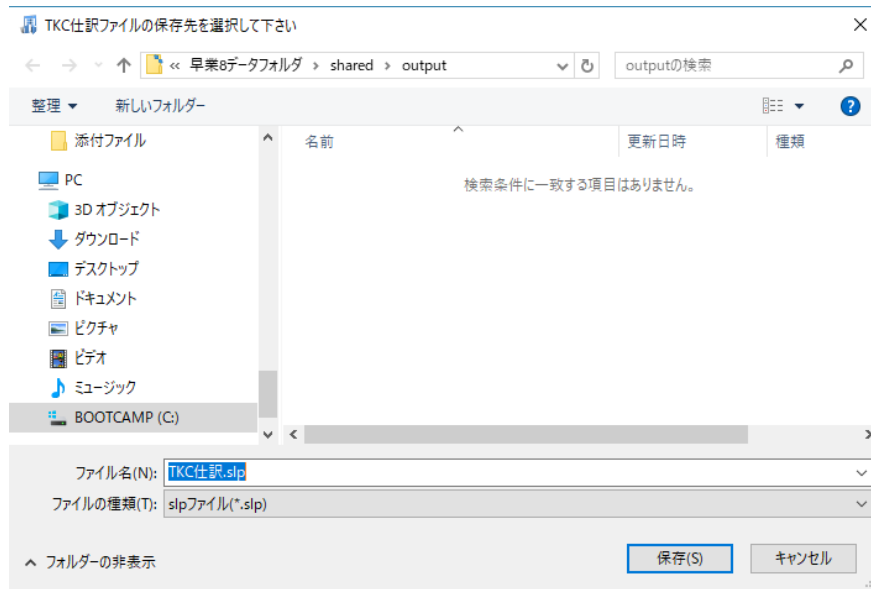 TKC仕訳ファイルの保存先を選択して下さい
« 早業8データフォルダ › shared › output
outputの検索
整理
新しいフォルダー
名前
更新日時
種類
添付ファイル
検索条件に一致する項目はありません。
PC
3D オブジェクト
ダウンロード
デスクトップ
ドキュメント
ピクチャ
ビデオ
ミュージック
BOOTCAMP (C:)
ファイル名(N): TKC仕訳.slp
ファイルの種類(T): slpファイル(*.slp)
フォルダーの非表示
保存(S)
キャンセル